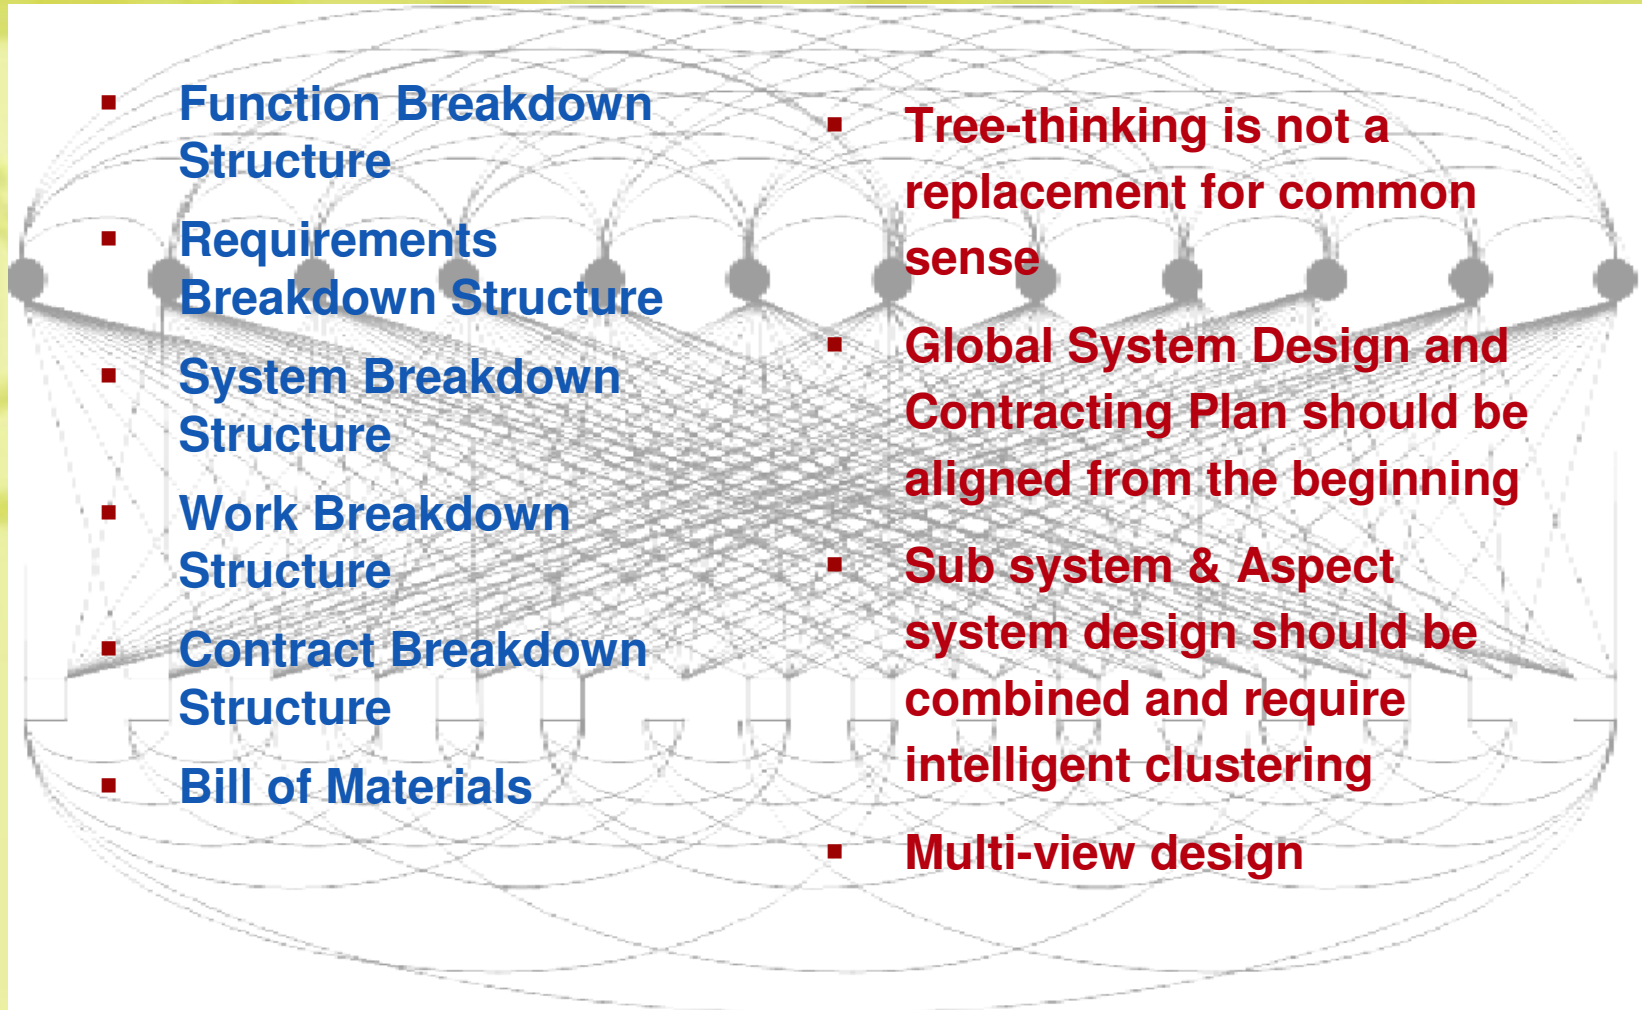 ▪ Function Breakdown
Structure
▪ Requirements
Breakdown Structure
▪ System Breakdown
Structure
▪ Work Breakdown
Structure
▪ Contract Breakdown
Structure
▪ Bill of Materials
▪ Tree-thinking is not a
replacement for common
sense
▪ Global System Design and
Contracting Plan should be
aligned from the beginning
▪ Sub system & Aspect
system design should be
combined and require
intelligent clustering
▪ Multi-view design